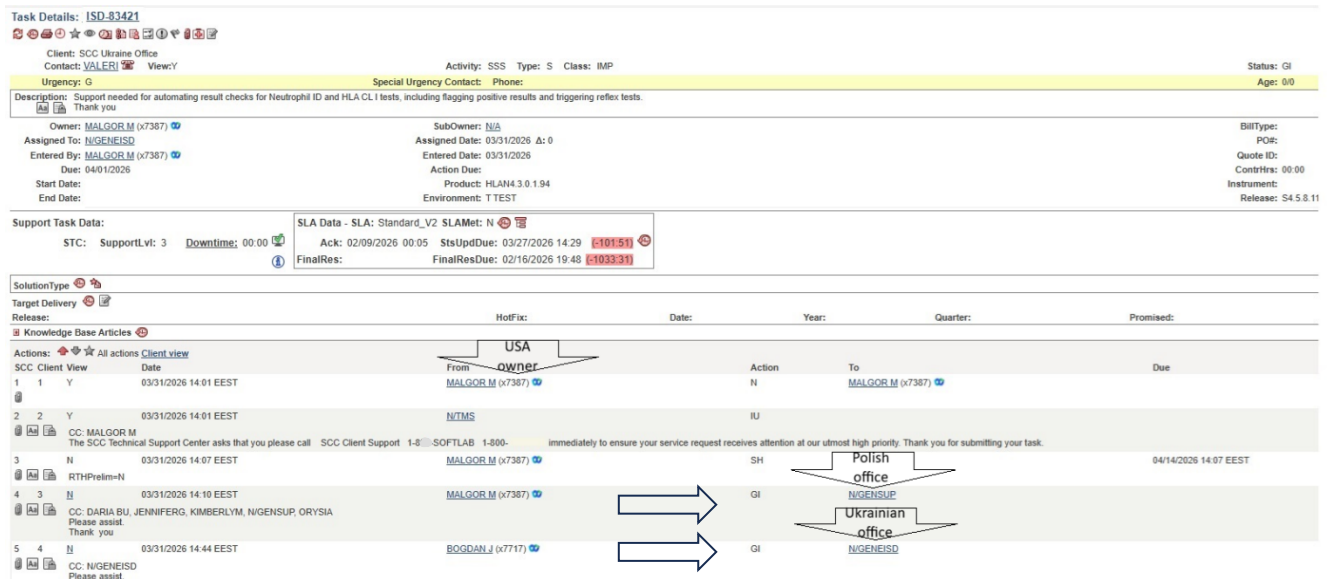 Task Details: ISD-83421
Client: SCC Ukraine Office
Contact: VALERI View:Y Activity: SSS Type: S Class: IMP Status: GI
Urgency: G Special Urgency Contact: Phone: Age: 0/0
Description: Support needed for automating result checks for Neutrophil ID and HLA CL I tests, including flagging positive results and triggering reflex tests.
Aa Thank you
Owner: MALGOR M (x7387) SubOwner: N/A BillType:
Assigned To: N/GENEISD Assigned Date: 03/31/2026 Δ: 0 PO#:
Entered By: MALGOR M (x7387) Entered Date: 03/31/2026 Quote ID:
Due: 04/01/2026 Action Due: ContrHrs: 00:00
Start Date: Product: HLAN4.3.0.1.94 Instrument:
End Date: Environment: T TEST Release: S4.5.8.11
Support Task Data: SLA Data - SLA: Standard_V2 SLAMet: N
STC: SupportLvl: 3 Downtime: 00:00 Ack: 02/09/2026 00:05 StsUpdDue: 03/27/2026 14:29 (-101:51)
FinalRes: FinalResDue: 02/16/2026 19:48 (-1033:31)
SolutionType
Target Delivery
Release: HotFix: Date: Year: Quarter: Promised:
Knowledge Base Articles
Actions: All actions Client view
USA owner
SCC Client View Date From Action To Due
1 1 Y 03/31/2026 14:01 EEST MALGOR M (x7387) N MALGOR M (x7387)
2 2 Y 03/31/2026 14:01 EEST N/TMS IU
Aa CC: MALGOR M
The SCC Technical Support Center asks that you please call SCC Client Support 1-8 -SOFTLAB 1-800- immediately to ensure your service request receives attention at our utmost high priority. Thank you for submitting your task.
3 N 03/31/2026 14:07 EEST MALGOR M (x7387) SH 04/14/2026 14:07 EEST
Aa RTHPrelim=N
Polish office
4 3 N 03/31/2026 14:10 EEST MALGOR M (x7387) GI N/GENSUP
Aa CC: DARIA BU, JENNIFERG, KIMBERLYM, N/GENSUP, ORYSIA
Please assist.
Thank you
Ukrainian office
5 4 N 03/31/2026 14:44 EEST BOGDAN J (x7717) GI N/GENEISD
Aa CC: N/GENEISD
Please assist.